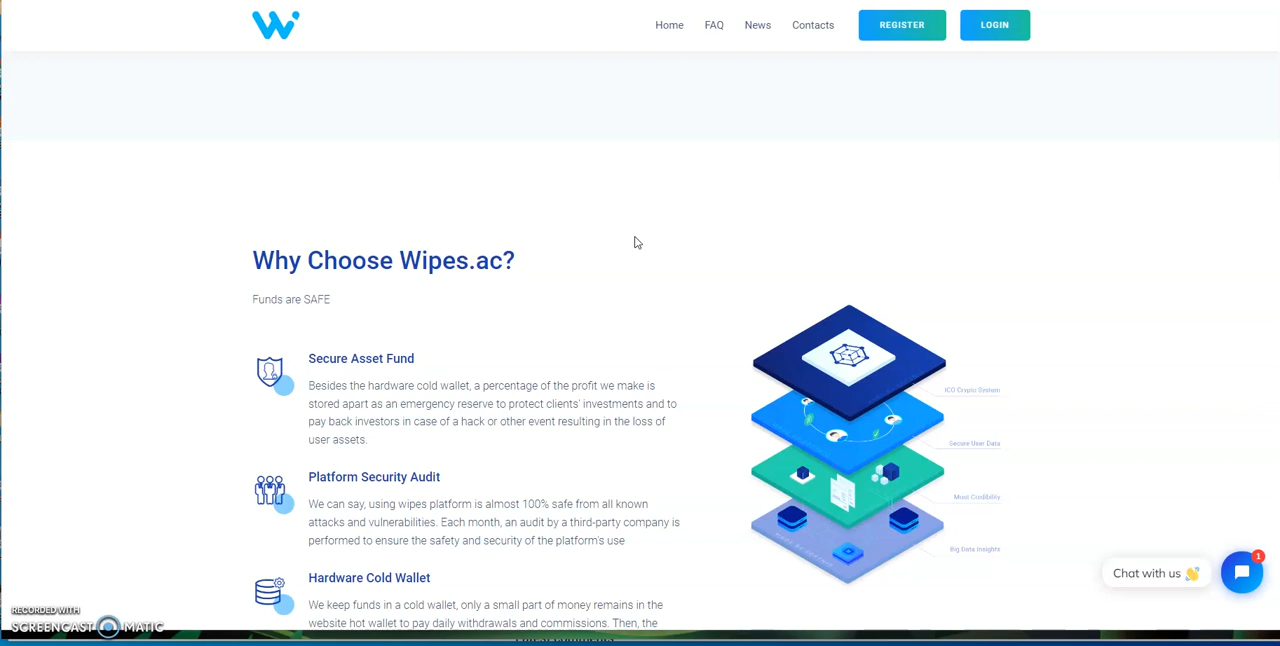 Home FAQ News Contacts REGISTER LOGIN
Why Choose Wipes.ac?
Funds are SAFE
Secure Asset Fund
Besides the hardware cold wallet, a percentage of the profit we make is
stored apart as an emergency reserve to protect clients' investments and to
pay back investors in case of a hack or other event resulting in the loss of
user assets.
Platform Security Audit
We can say, using wipes platform is almost 100% safe from all known
attacks and vulnerabilities. Each month, an audit by a third-party company is
performed to ensure the safety and security of the platform's use
Hardware Cold Wallet
We keep funds in a cold wallet, only a small part of money remains in the
website hot wallet to pay daily withdrawals and commissions. Then, the
ICO Crypto System
Secure User Data
Most Credibility
Big Data Insights
Chat with us 👋
1
RECORDED WITH
SCREENCAST MATIC